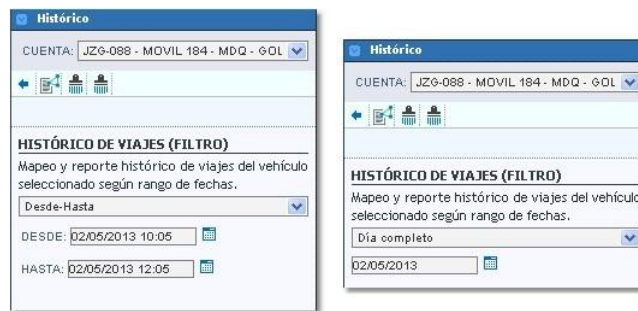 Histórico
CUENTA: JZG-088 - MOVIL 184 - MDQ - GOL
HISTÓRICO DE VIAJES (FILTRO)
Mapeo y reporte histórico de viajes del vehículo
seleccionado según rango de fechas.
Desde-Hasta
DESDE: 02/05/2013 10:05
HASTA: 02/05/2013 12:05
Histórico
CUENTA: JZG-088 - MOVIL 184 - MDQ - GOL
HISTÓRICO DE VIAJES (FILTRO)
Mapeo y reporte histórico de viajes del vehículo
seleccionado según rango de fechas.
Día completo
02/05/2013